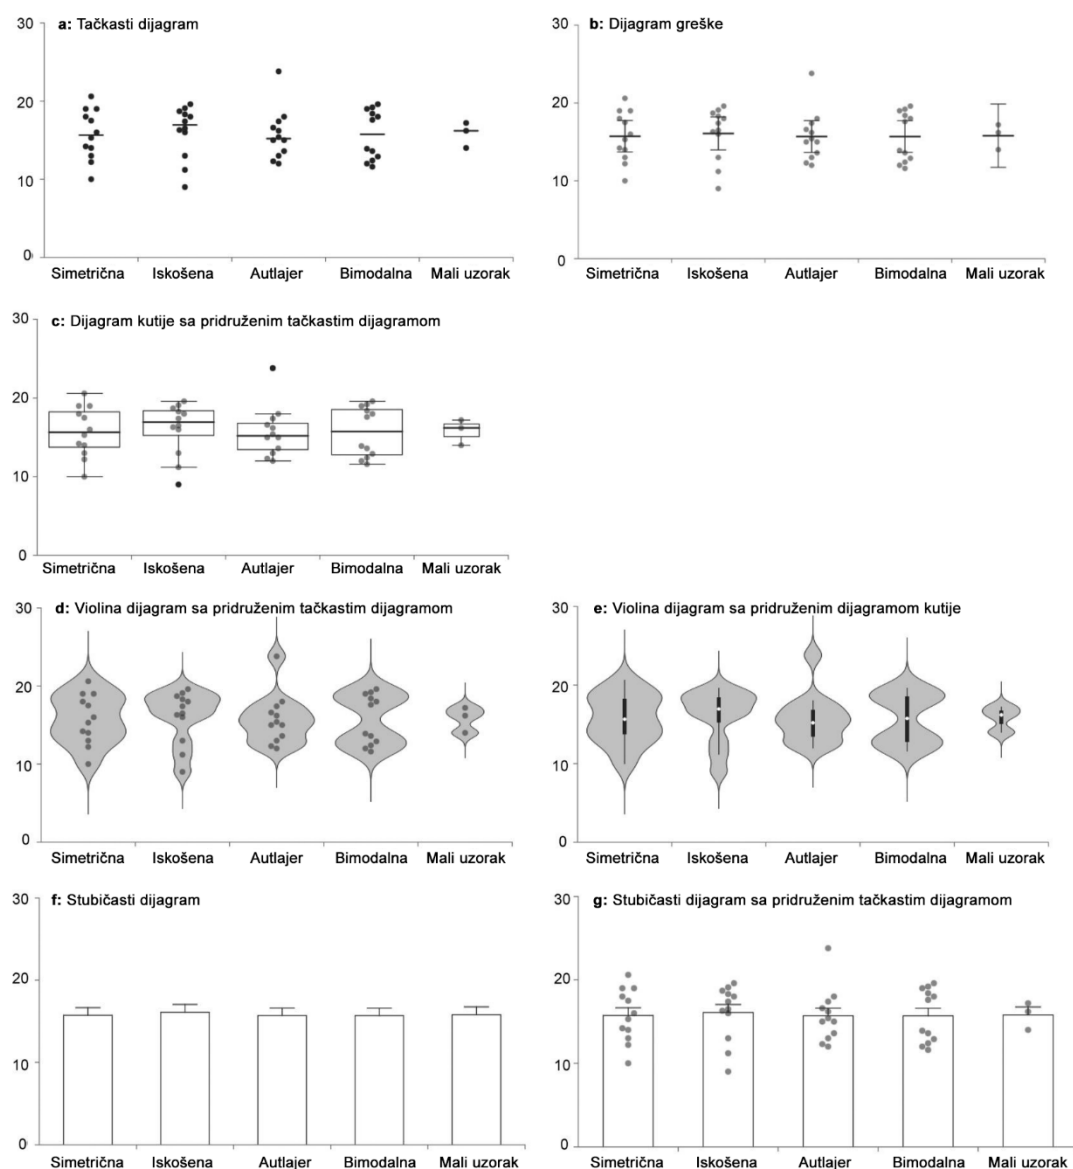 a: Tačkasti dijagram
30
20
10
0
Simetrična Iskošena Autlajer Bimodalna Mali uzorak
b: Dijagram greške
30
20
10
0
Simetrična Iskošena Autlajer Bimodalna Mali uzorak
c: Dijagram kutije sa pridruženim tačkastim dijagramom
30
20
10
0
Simetrična Iskošena Autlajer Bimodalna Mali uzorak
d: Violina dijagram sa pridruženim tačkastim dijagramom
30
20
10
0
Simetrična Iskošena Autlajer Bimodalna Mali uzorak
e: Violina dijagram sa pridruženim dijagramom kutije
30
20
10
0
Simetrična Iskošena Autlajer Bimodalna Mali uzorak
f: Stubičasti dijagram
30
20
10
0
Simetrična Iskošena Autlajer Bimodalna Mali uzorak
g: Stubičasti dijagram sa pridruženim tačkastim dijagramom
30
20
10
0
Simetrična Iskošena Autlajer Bimodalna Mali uzorak